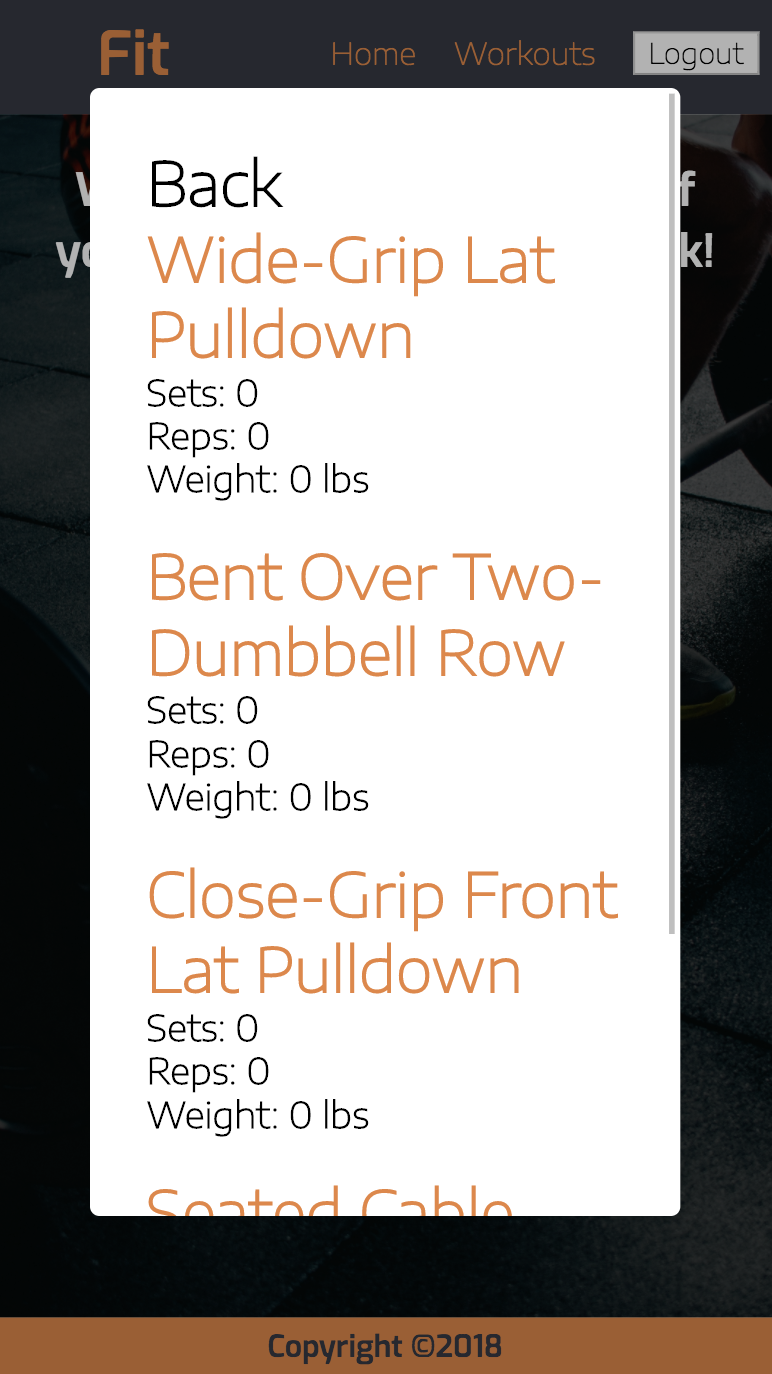 Fit
Home
Workouts
Logout
k!
Back
Wide-Grip Lat
Pulldown
Sets: 0
Reps: 0
Weight: 0 lbs
Bent Over Two-
Dumbbell Row
Sets: 0
Reps: 0
Weight: 0 lbs
Close-Grip Front
Lat Pulldown
Sets: 0
Reps: 0
Weight: 0 lbs
Seated Cable
Copyright ©2018